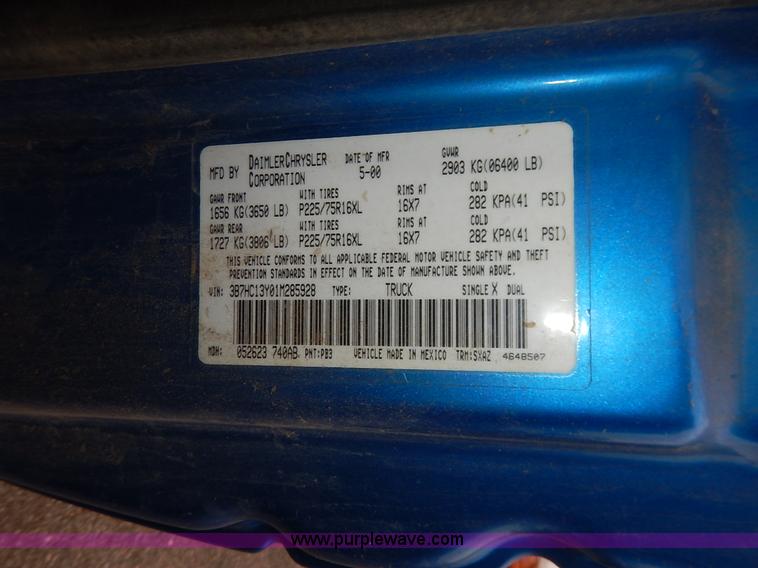 MFD BY DAIMLERCHRYSLER CORPORATION DATE OF MFR 5-00 GVWR 2903 KG(06400 LB)
GAWR FRONT WITH TIRES RIMS AT COLD
1656 KG(3650 LB) P225/75R16XL 16X7 282 KPA(41 PSI)
GAWR REAR WITH TIRES RIMS AT COLD
1727 KG(3806 LB) P225/75R16XL 16X7 282 KPA(41 PSI)
THIS VEHICLE CONFORMS TO ALL APPLICABLE FEDERAL MOTOR VEHICLE SAFETY AND THEFT
PREVENTION STANDARDS IN EFFECT ON THE DATE OF MANUFACTURE SHOWN ABOVE.
VIN: 3B7HC13Y01M285928 TYPE: TRUCK SINGLE X DUAL
MDH: 052623 740AB PNT:PB3 VEHICLE MADE IN MEXICO TRM:SXAZ 4648507
www.purplewave.com